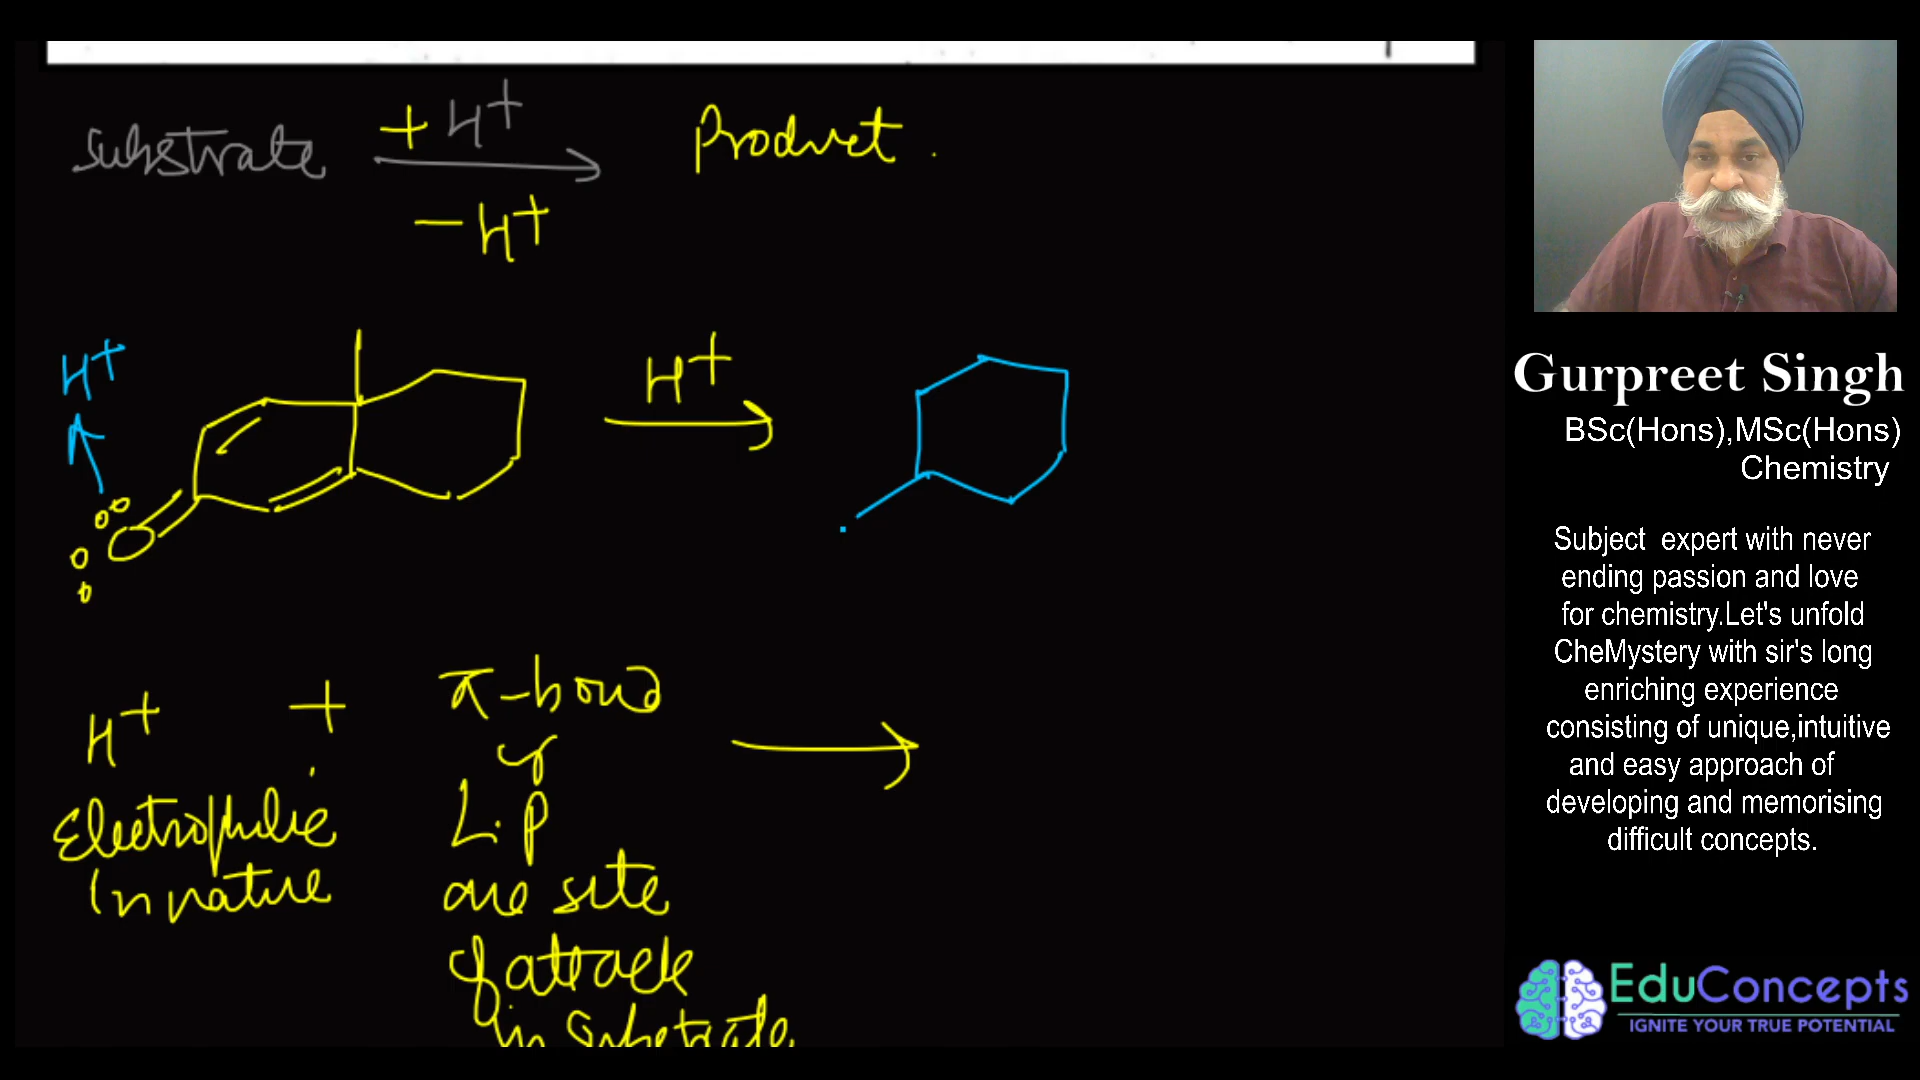 substrate + H+ Product .
- H+
H+
H+
O
H+ + π-bond
or
Electrophilic L.P
in nature are site
of attack
in substrate
Gurpreet Singh
BSc(Hons),MSc(Hons)
Chemistry
Subject expert with never
ending passion and love
for chemistry.Let's unfold
CheMystery with sir's long
enriching experience
consisting of unique,intuitive
and easy approach of
developing and memorising
difficult concepts.
EduConcepts
IGNITE YOUR TRUE POTENTIAL